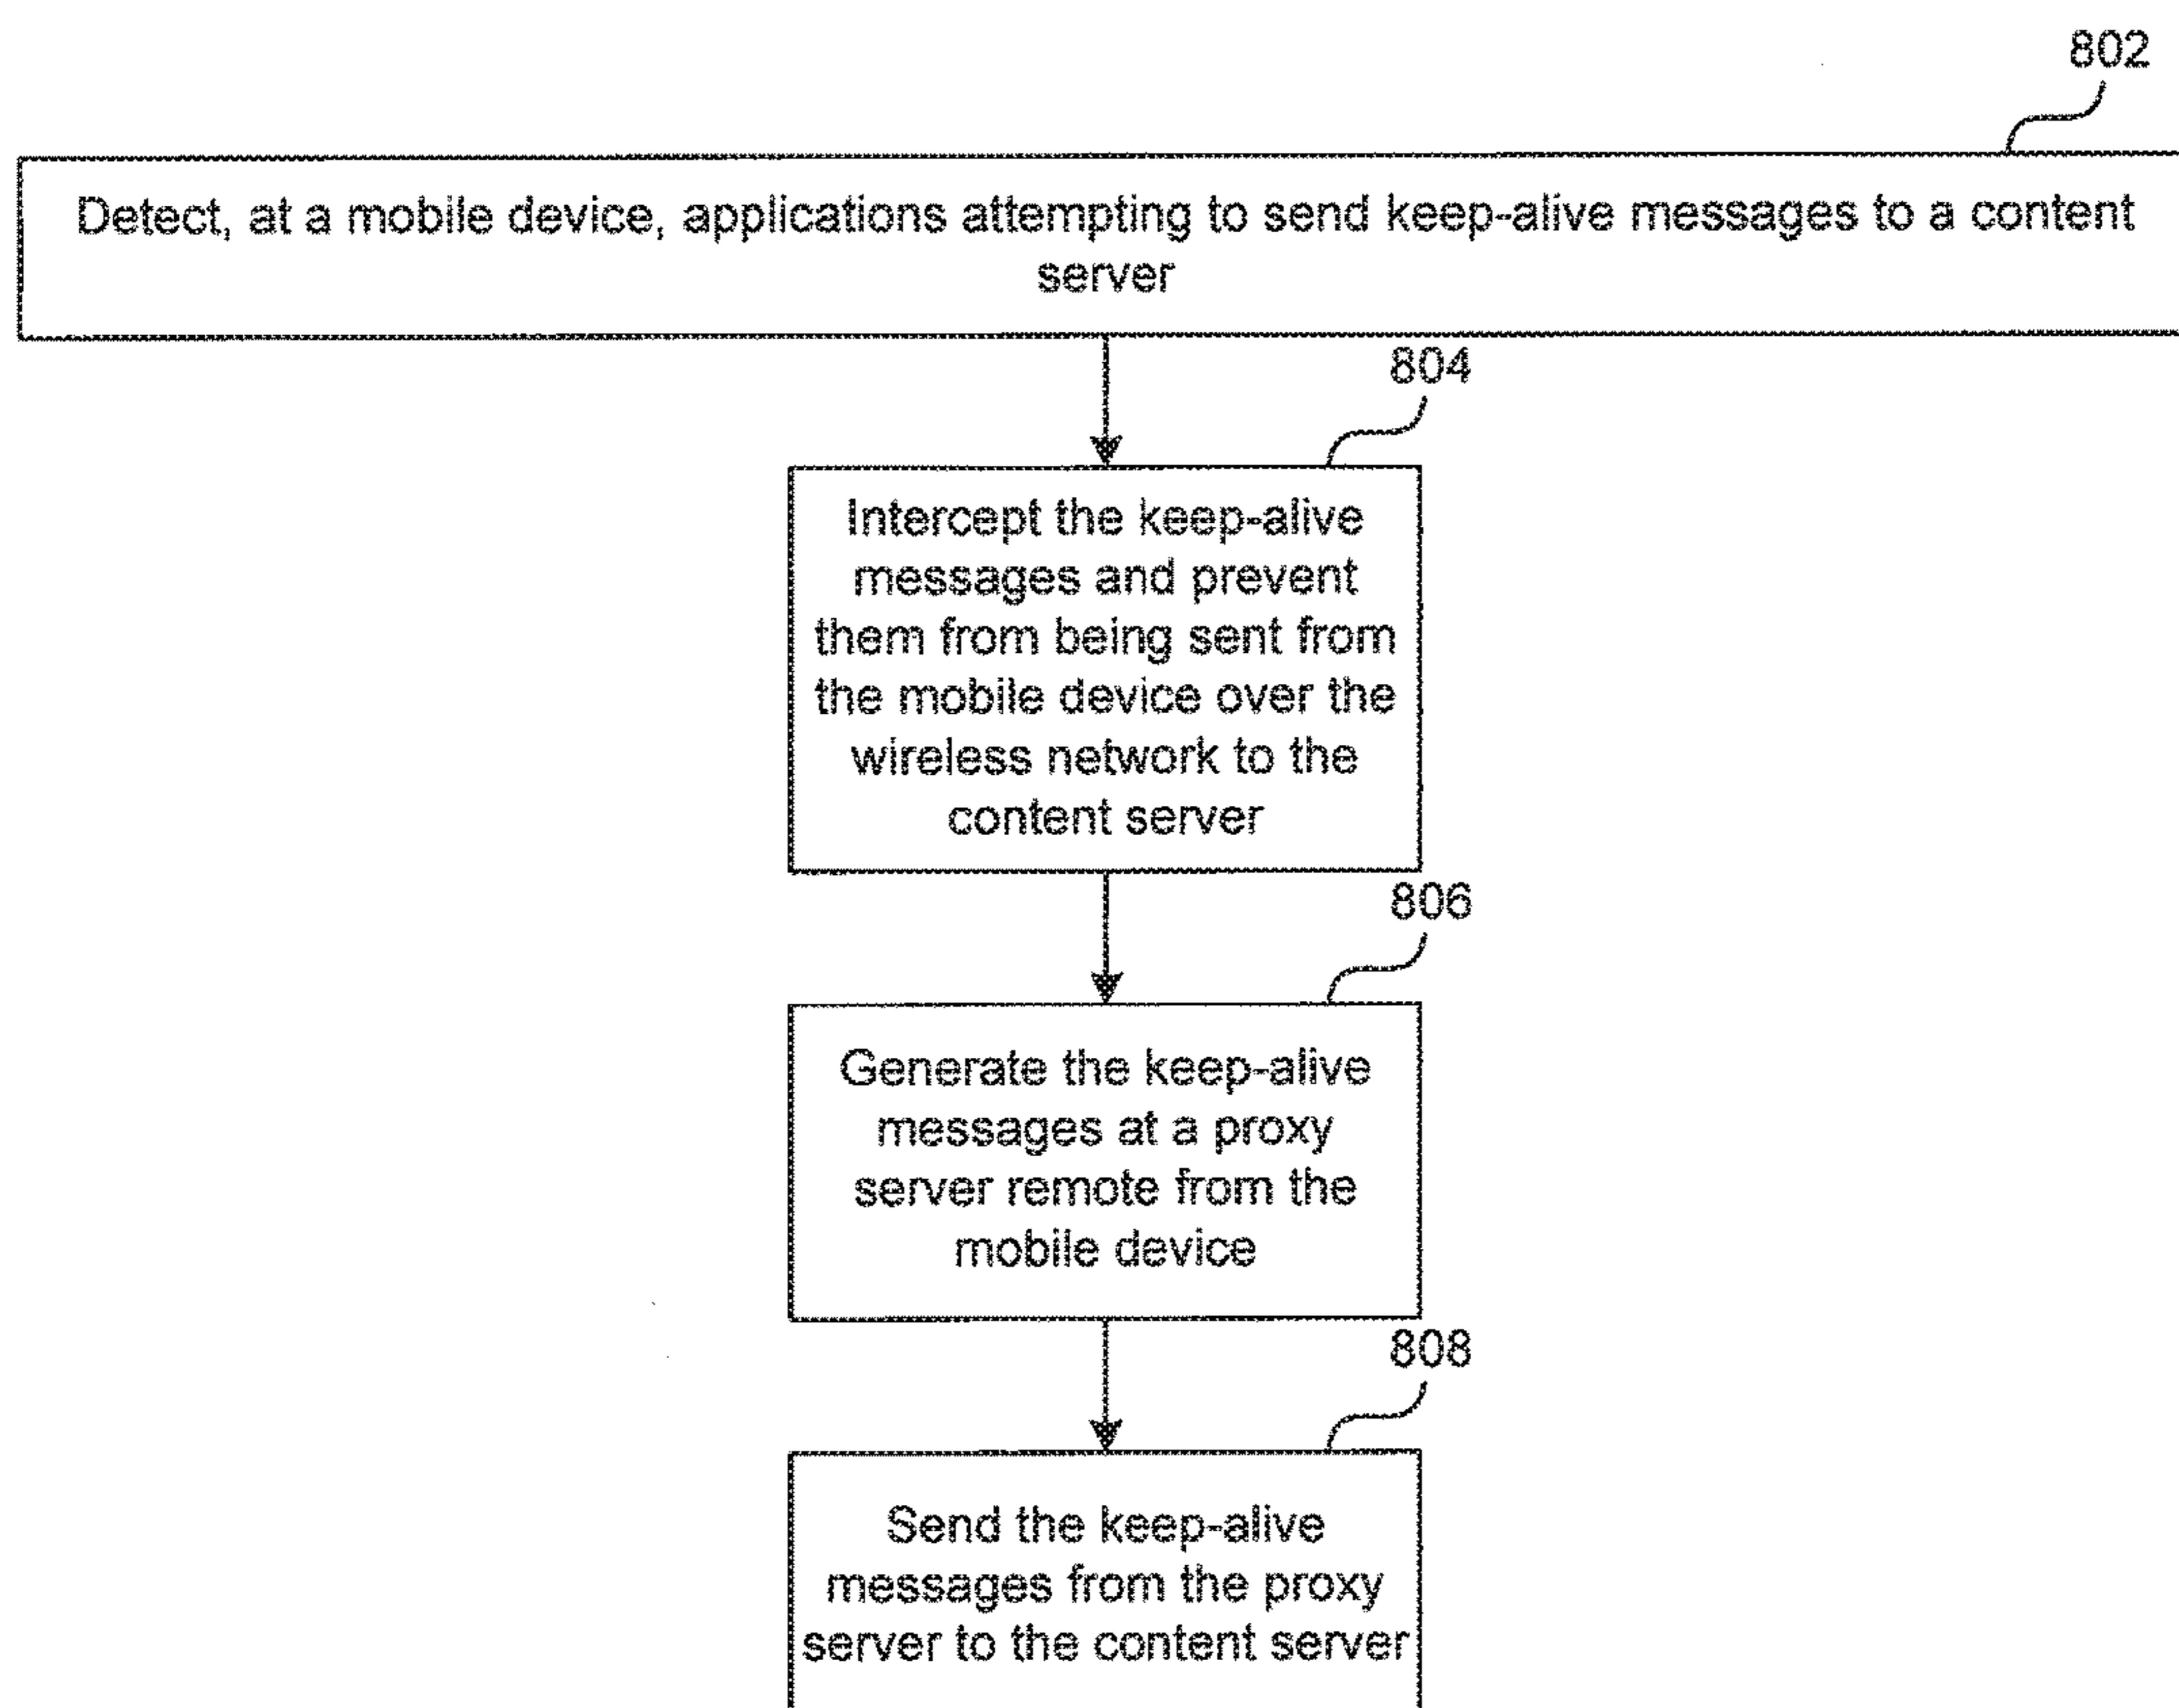 802
Detect, at a mobile device, applications attempting to send keep-alive messages to a content
server
804
Intercept the keep-alive
messages and prevent
them from being sent from
the mobile device over the
wireless network to the
content server
806
Generate the keep-alive
messages at a proxy
server remote from the
mobile device
808
Send the keep-alive
messages from the proxy
server to the content server